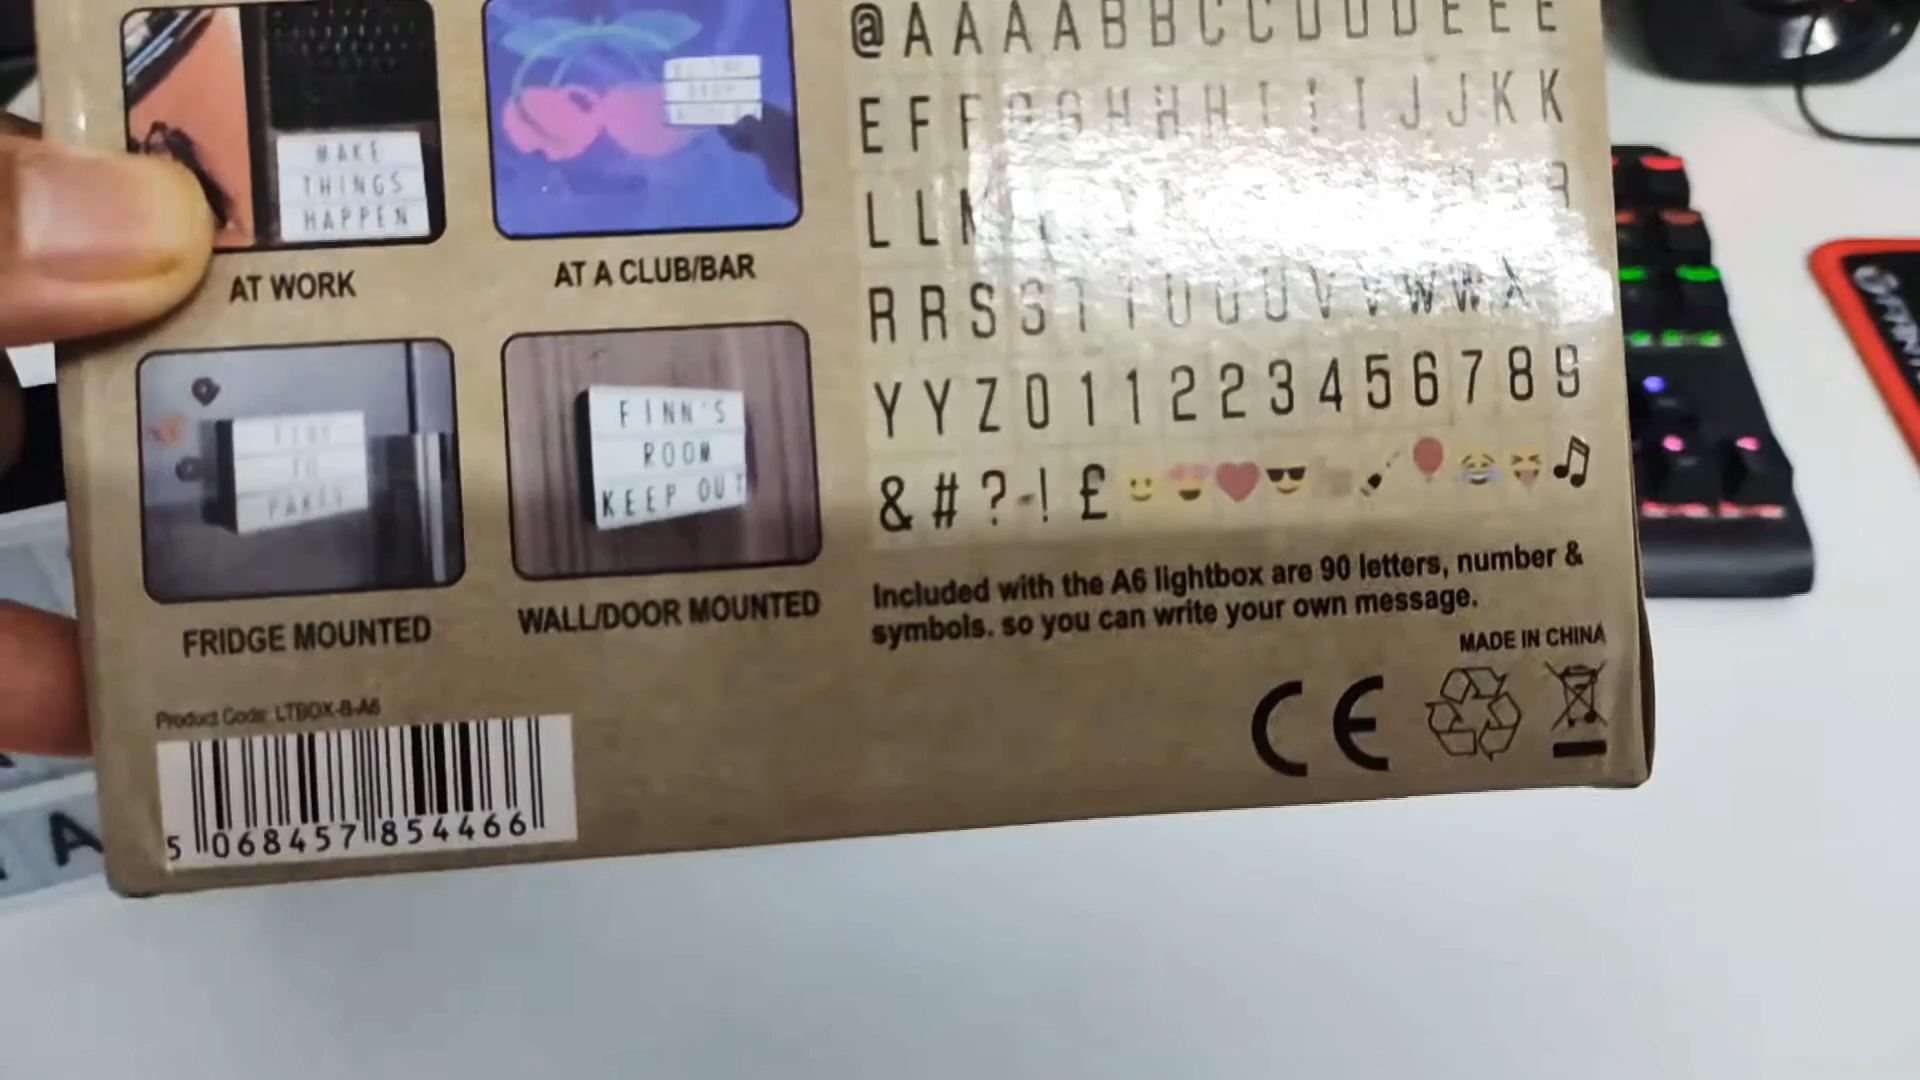 @ A A A A B B C C D D D E E E
E F F G G H H H I I I J J K K
L L
R R S S T T U U U V V W W X
Y Y Z 0 1 1 2 2 3 4 5 6 7 8 9
& # ? - ! £
MAKE
THINGS
HAPPEN
AT WORK
AT A CLUB/BAR
FINN'S
ROOM
KEEP OUT
FRIDGE MOUNTED
WALL/DOOR MOUNTED
Included with the A6 lightbox are 90 letters, number &
symbols. so you can write your own message.
MADE IN CHINA
Product Code: LTBOX-B-A6
CE
5 068457 854466
A